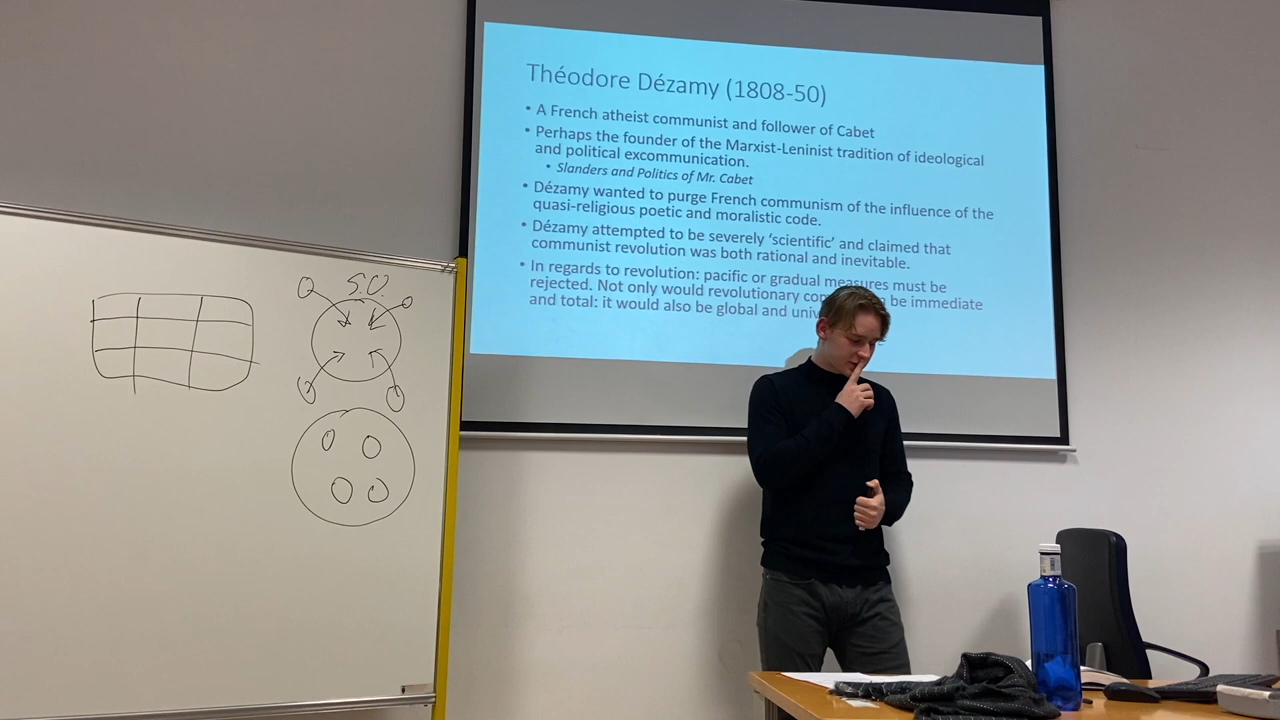 Théodore Dézamy (1808-50)
• A French atheist communist and follower of Cabet
• Perhaps the founder of the Marxist-Leninist tradition of ideological
and political excommunication.
• Slanders and Politics of Mr. Cabet
• Dézamy wanted to purge French communism of the influence of the
quasi-religious poetic and moralistic code.
• Dézamy attempted to be severely ‘scientific’ and claimed that
communist revolution was both rational and inevitable.
• In regards to revolution: pacific or gradual measures must be
rejected. Not only would revolutionary be immediate
and total: it would also be global and